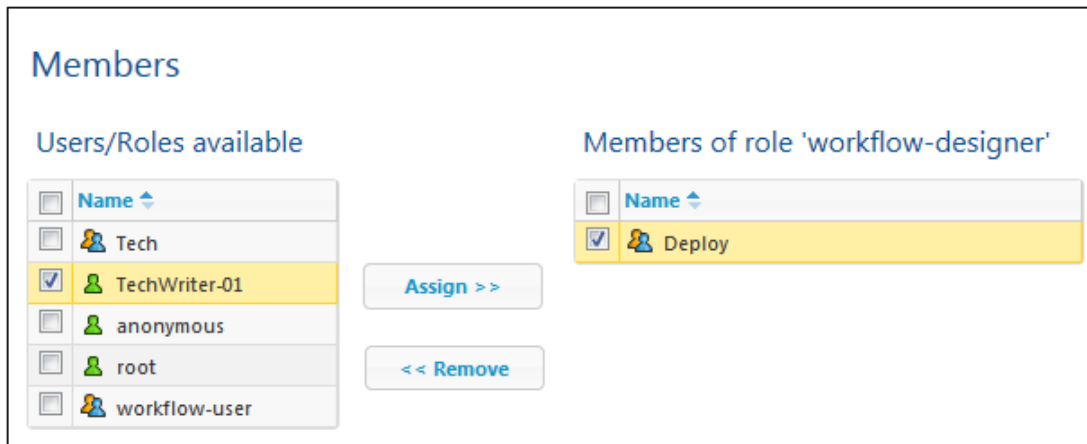 Members
Users/Roles available
Name
Tech
TechWriter-01
anonymous
root
workflow-user
Assign >>
<< Remove
Members of role 'workflow-designer'
Name
Deploy